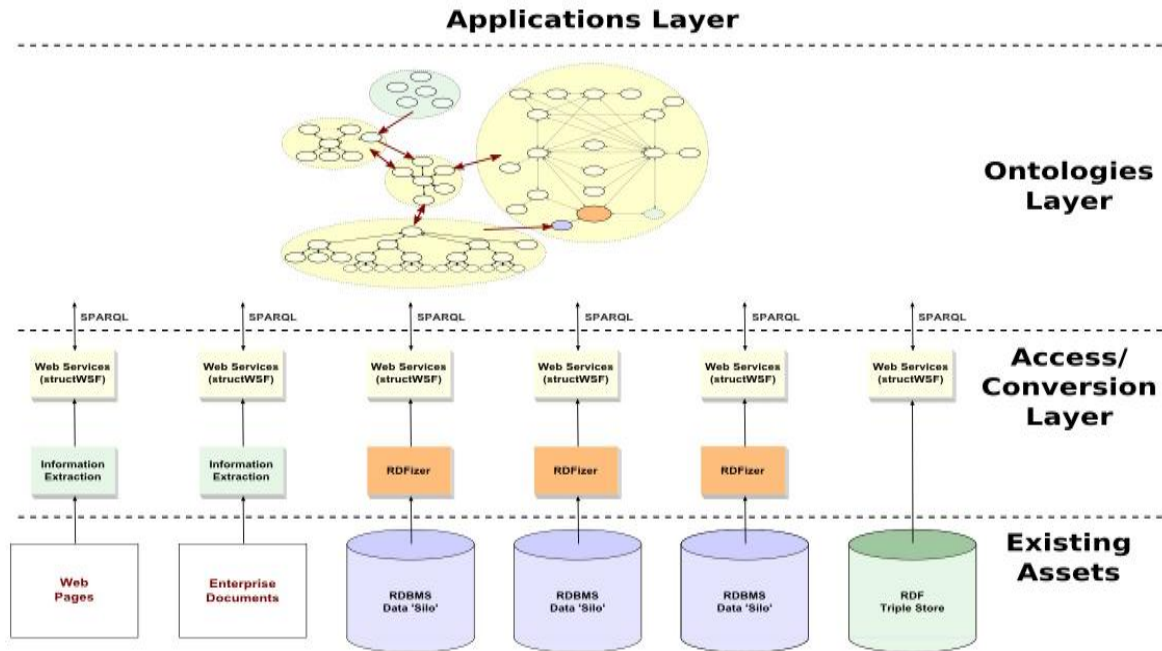 Applications Layer
Ontologies
Layer
SPARQL SPARQL SPARQL SPARQL SPARQL SPARQL
Access/
Conversion
Layer
Web Services
(structWSF)
Web Services
(structWSF)
Web Services
(structWSF)
Web Services
(structWSF)
Web Services
(structWSF)
Web Services
(structWSF)
Information
Extraction
Information
Extraction
RDFizer
RDFizer
RDFizer
Existing
Assets
Web
Pages
Enterprise
Documents
RDBMS
Data 'Silo'
RDBMS
Data 'Silo'
RDBMS
Data 'Silo'
RDF
Triple Store